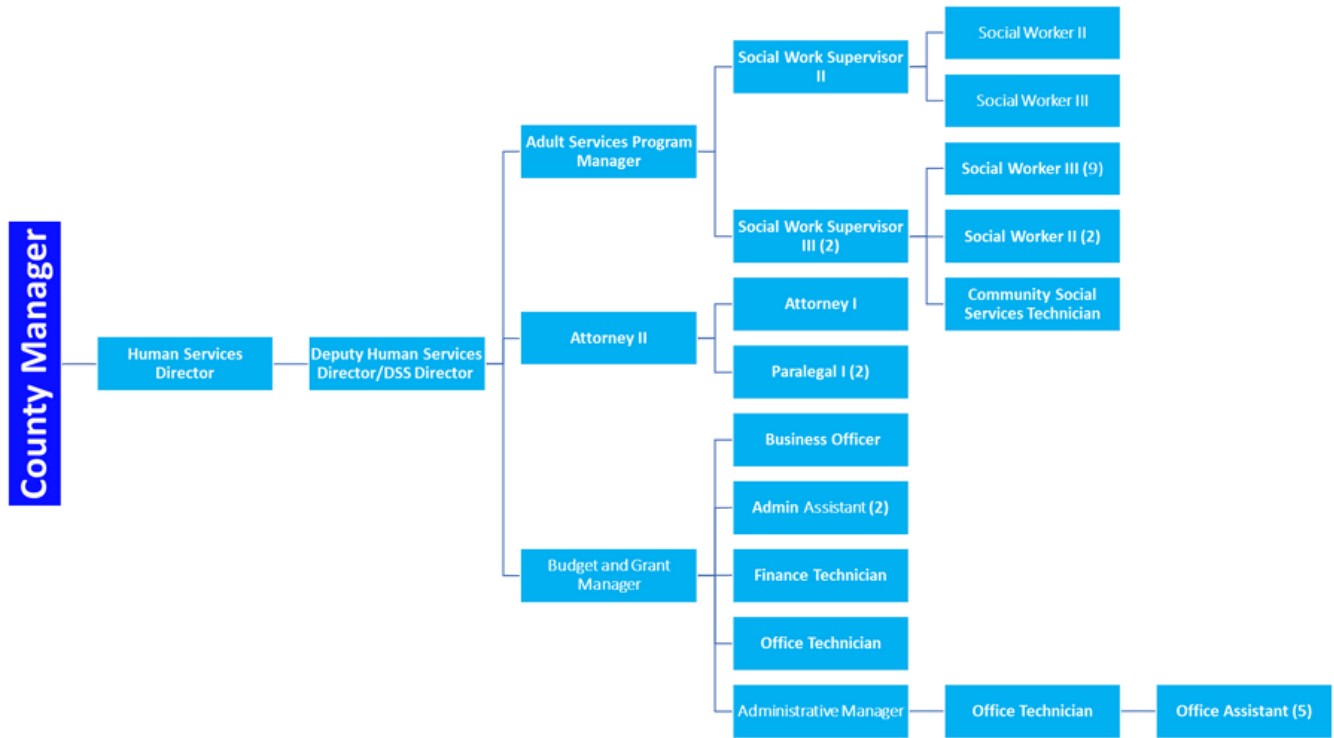 County Manager
Human Services
Director
Deputy Human Services
Director/DSS Director
Adult Services Program
Manager
Social Work Supervisor
II
Social Worker II
Social Worker III
Social Work Supervisor
III (2)
Social Worker III (9)
Social Worker II (2)
Community Social
Services Technician
Attorney II
Attorney I
Paralegal I (2)
Budget and Grant
Manager
Business Officer
Admin Assistant (2)
Finance Technician
Office Technician
Administrative Manager
Office Technician
Office Assistant (5)